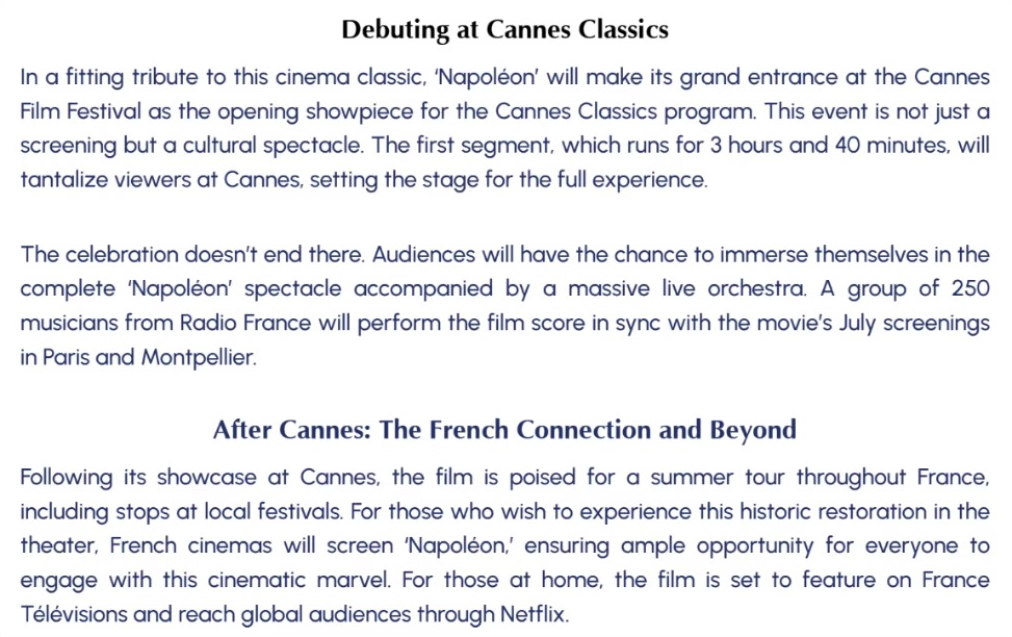 Debuting at Cannes Classics
In a fitting tribute to this cinema classic, ‘Napoléon’ will make its grand entrance at the Cannes
Film Festival as the opening showpiece for the Cannes Classics program. This event is not just a
screening but a cultural spectacle. The first segment, which runs for 3 hours and 40 minutes, will
tantalize viewers at Cannes, setting the stage for the full experience.
The celebration doesn’t end there. Audiences will have the chance to immerse themselves in the
complete ‘Napoléon’ spectacle accompanied by a massive live orchestra. A group of 250
musicians from Radio France will perform the film score in sync with the movie’s July screenings
in Paris and Montpellier.
After Cannes: The French Connection and Beyond
Following its showcase at Cannes, the film is poised for a summer tour throughout France,
including stops at local festivals. For those who wish to experience this historic restoration in the
theater, French cinemas will screen ‘Napoléon,’ ensuring ample opportunity for everyone to
engage with this cinematic marvel. For those at home, the film is set to feature on France
Télévisions and reach global audiences through Netflix.